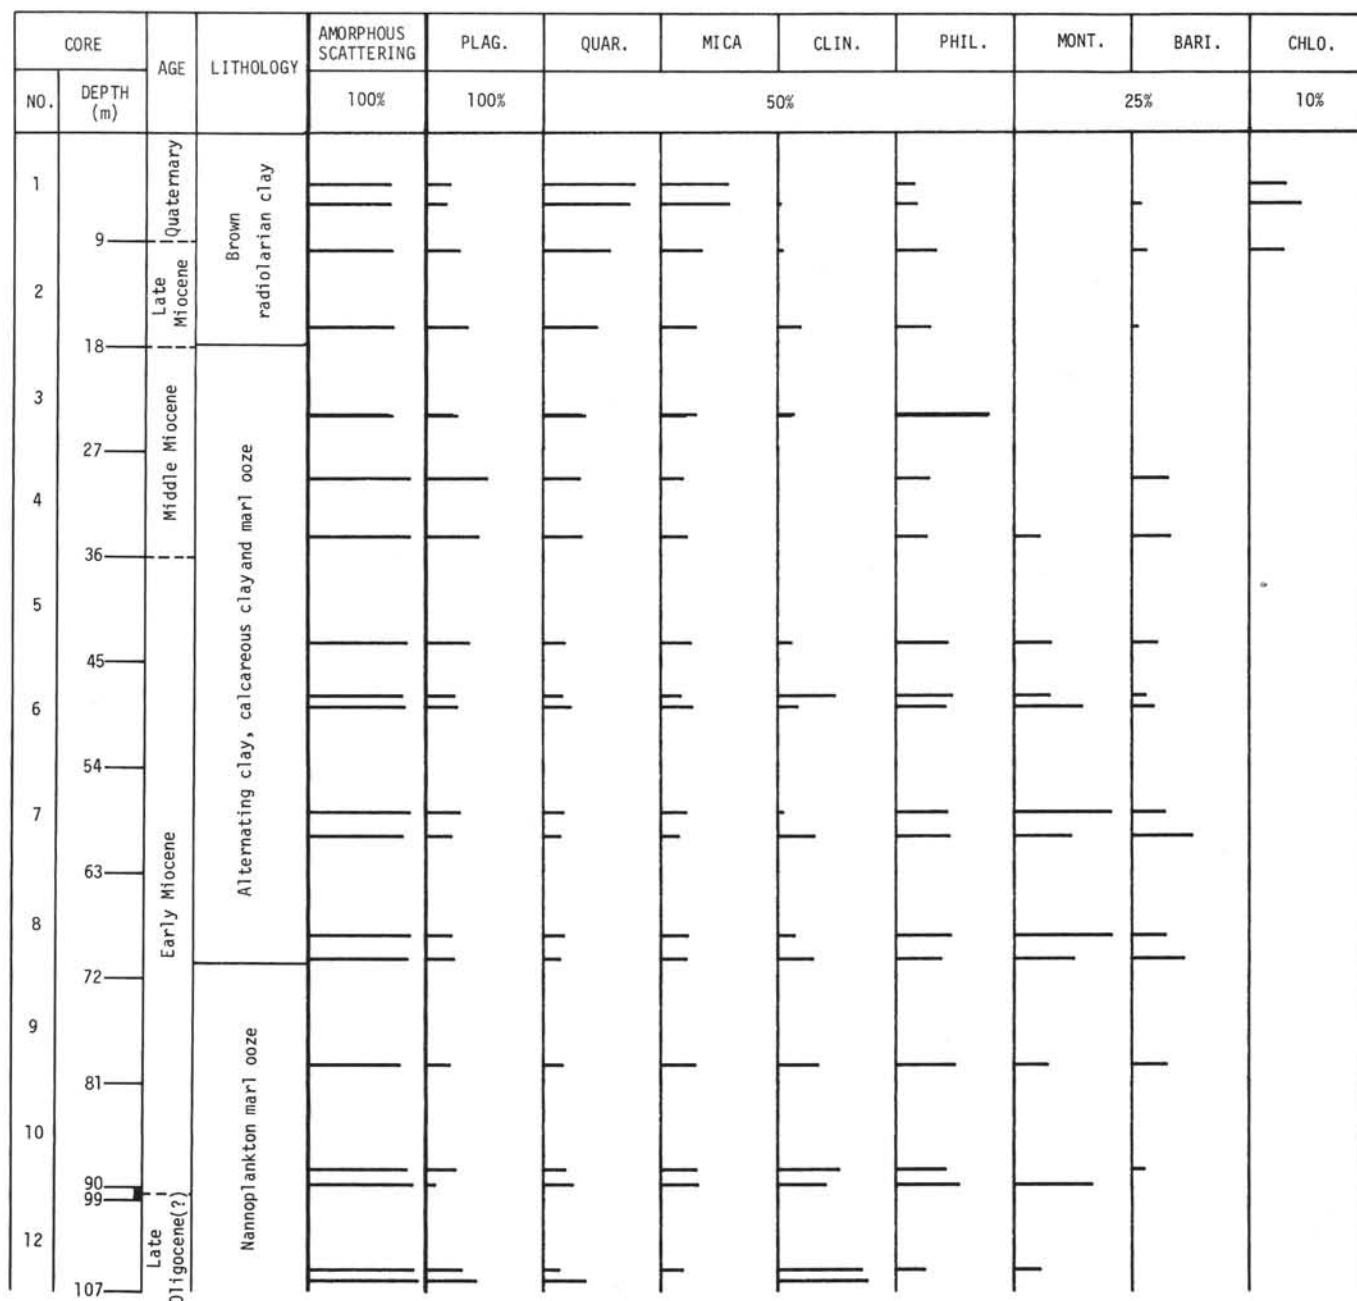 CORE
AGE
LITHOLOGY
AMORPHOUS
SCATTERING
PLAG.
QUAR.
MICA
CLIN.
PHIL.
MONT.
BARI.
CHLO.
NO.
DEPTH
(m)
100%
100%
50%
25%
10%
1
Quaternary
Brown
radiolarian clay
9
2
Late
Miocene
18
3
Middle Miocene
Alternating clay, calcareous clay and marl ooze
27
4
36
5
45
6
54
7
Early Miocene
63
8
72
9
Nannoplankton marl ooze
81
10
90
99
12
Late
Oligocene(?)
107